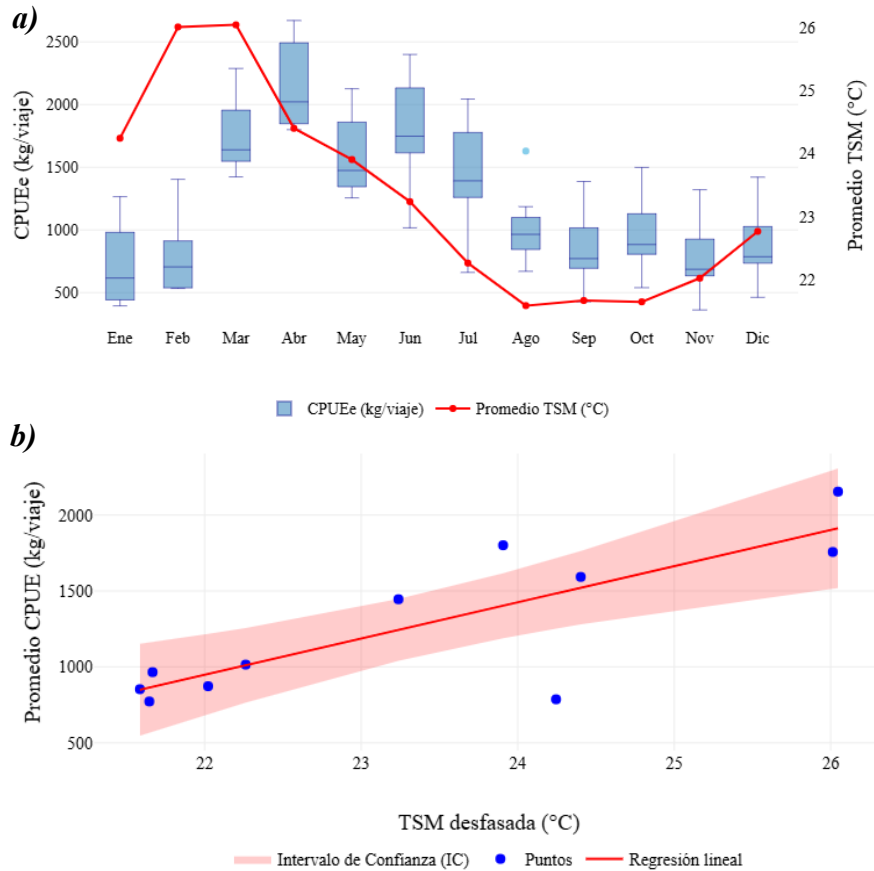 a)
CPUEe (kg/viaje)
2500
2000
1500
1000
500
26
25
24
23
22
Promedio TSM (°C)
Ene Feb Mar Abr May Jun Jul Ago Sep Oct Nov Dic
CPUEe (kg/viaje) Promedio TSM (°C)
b)
Promedio CPUE (kg/viaje)
2000
1500
1000
500
22 23 24 25 26
TSM desfasada (°C)
Intervalo de Confíanza (IC) Puntos Regresión lineal